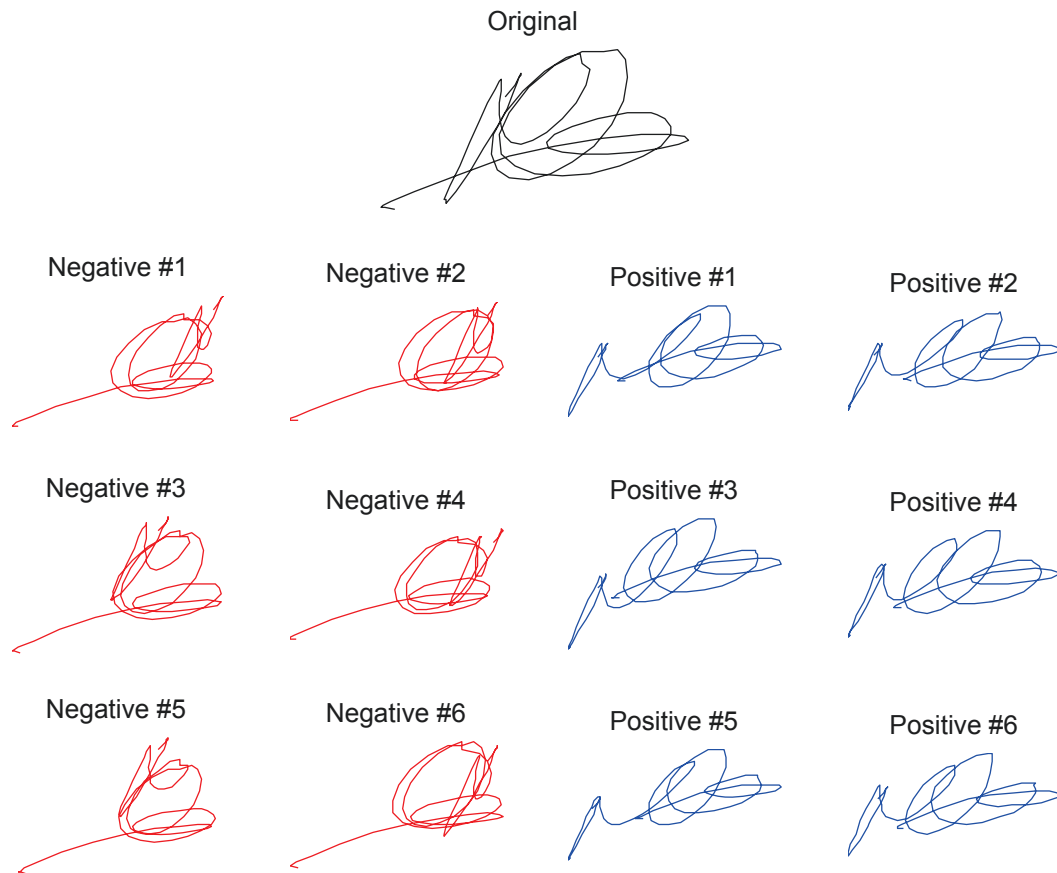 Original
Negative #1 Negative #2 Positive #1 Positive #2
Negative #3 Negative #4 Positive #3 Positive #4
Negative #5 Negative #6 Positive #5 Positive #6